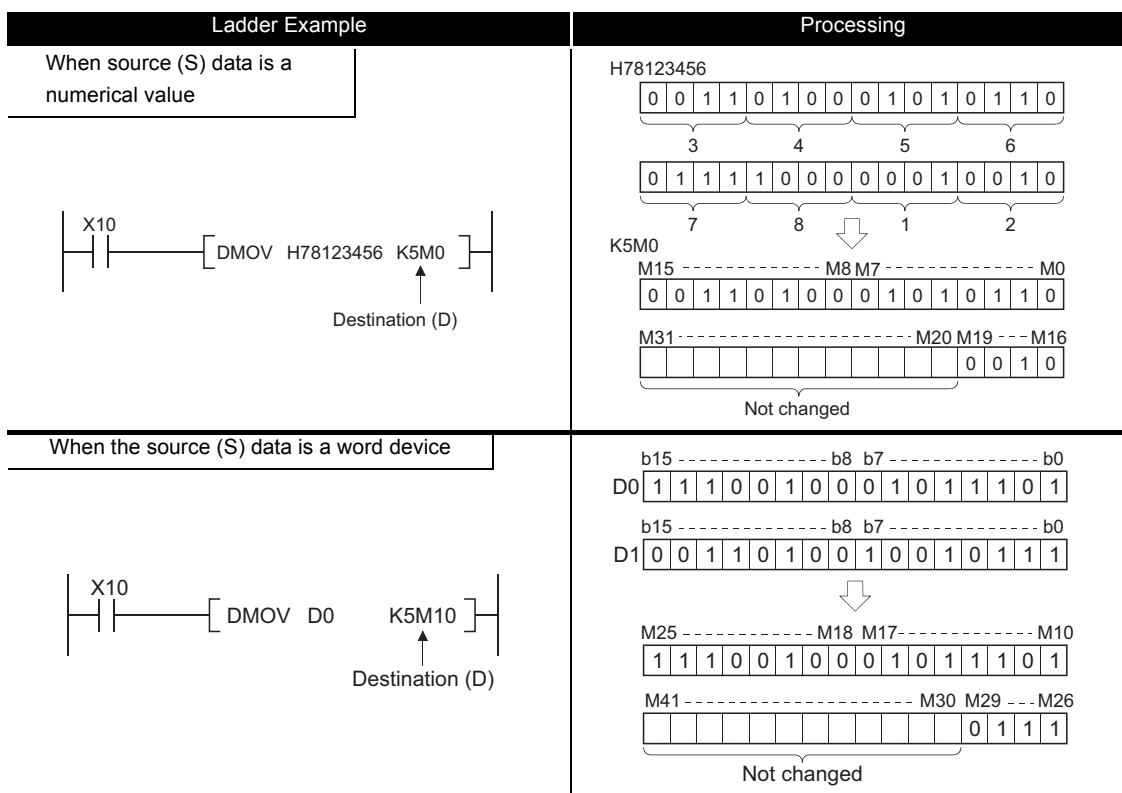 Ladder Example
Processing
When source (S) data is a
numerical value
X10
DMOV H78123456 K5M0
Destination (D)
H78123456
0 0 1 1 0 1 0 0 0 1 0 1 0 1 1 0
3 4 5 6
0 1 1 1 1 0 0 0 0 0 0 1 0 0 1 0
7 8 1 2
K5M0
M15 M8 M7 M0
0 0 1 1 0 1 0 0 0 1 0 1 0 1 1 0
M31 M20 M19 M16
0 0 1 0
Not changed
When the source (S) data is a word device
X10
DMOV D0 K5M10
Destination (D)
b15 b8 b7 b0
D0 1 1 1 0 0 1 0 0 0 1 0 1 1 1 0 1
b15 b8 b7 b0
D1 0 0 1 1 0 1 0 0 1 0 0 1 0 1 1 1
M25 M18 M17 M10
1 1 1 0 0 1 0 0 0 1 0 1 1 1 0 1
M41 M30 M29 M26
0 1 1 1
Not changed